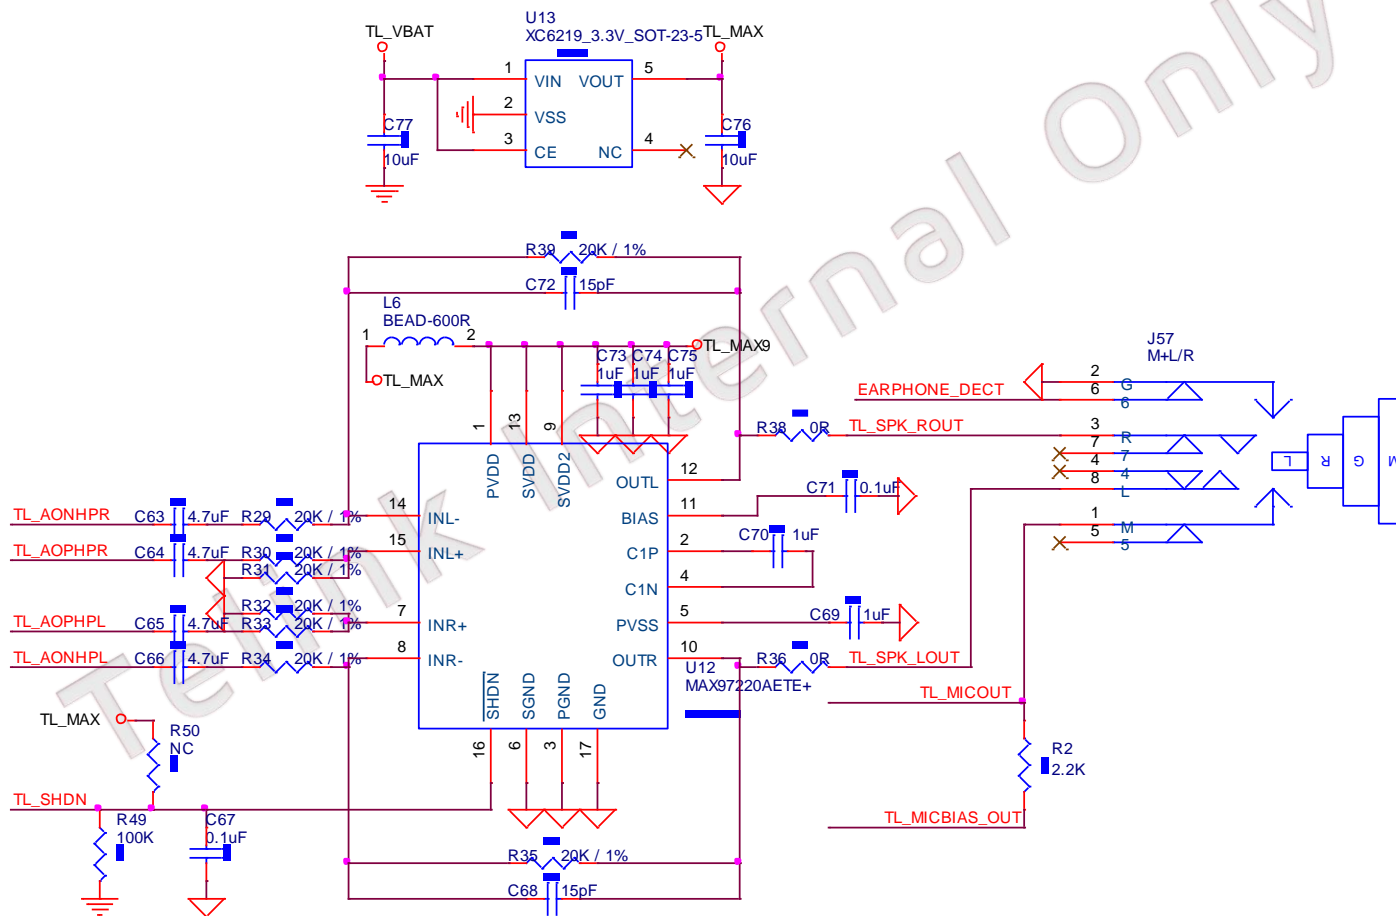 U13
XC6219_3.3V_SOT-23-5
TL_VBAT
TL_MAX
1
VIN
VOUT
5
2
VSS
3
CE
NC
4
C77
10uF
C76
10uF
R39
20K / 1%
C72
15pF
L6
BEAD-600R
1
2
TL_MAX
TL_MAX9
C73
1uF
C74
1uF
C75
1uF
J57
M+L/R
2
6
G
6
EARPHONE_DECT
3
7
4
8
R
7
4
L
1
5
M
5
L
R
G
M
R38
0R
TL_SPK_ROUT
1
13
9
PVDD
SVDD
SVDD2
12
OUTL
11
BIAS
C71
0.1uF
2
C1P
C70
1uF
4
C1N
5
PVSS
C69
1uF
10
OUTR
R36
0R
TL_SPK_LOUT
U12
MAX97220AETE+
TL_AONHPR
C63
4.7uF
R29
20K / 1%
14
INL-
TL_AOPHPR
C64
4.7uF
R30
20K / 1%
15
INL+
R31
20K / 1%
R32
20K / 1%
7
INR+
TL_AOPHPL
C65
4.7uF
R33
20K / 1%
8
INR-
TL_AONHPL
C66
4.7uF
R34
20K / 1%
SHDN
SGND
PGND
GND
16
6
3
17
TL_MAX
R50
NC
TL_SHDN
R49
100K
C67
0.1uF
R35
20K / 1%
C68
15pF
TL_MICOUT
R2
2.2K
TL_MICBIAS_OUT
Telink Internal Only